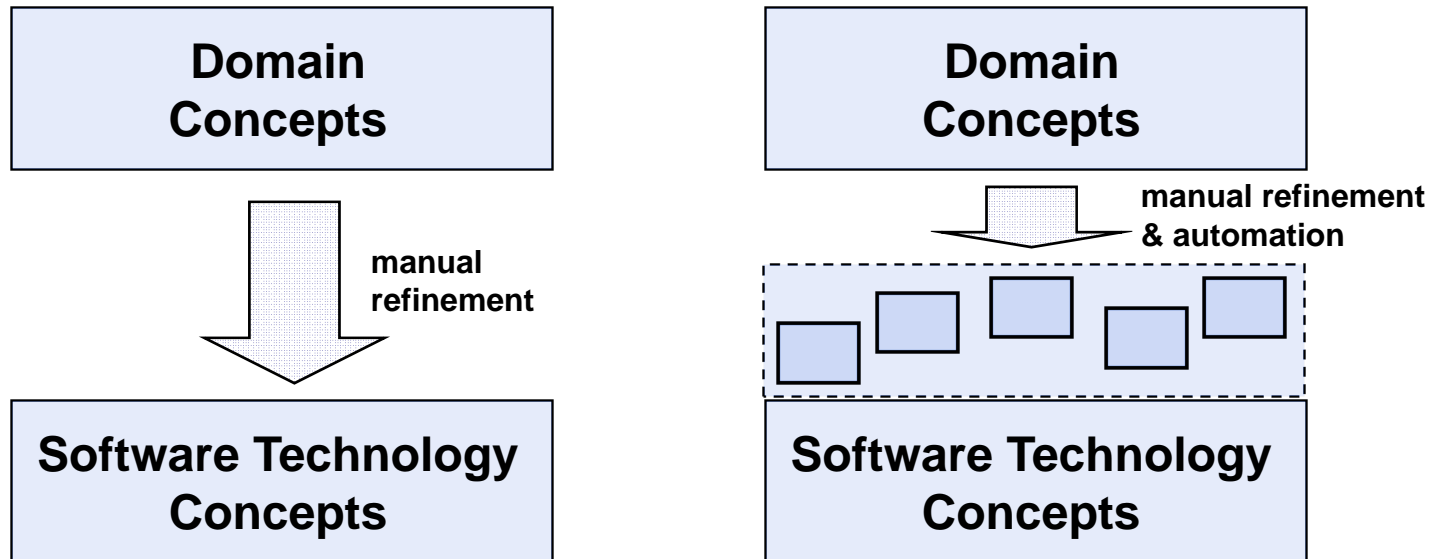 Domain
Concepts
manual
refinement
Software Technology
Concepts
Domain
Concepts
manual refinement
& automation
Software Technology
Concepts